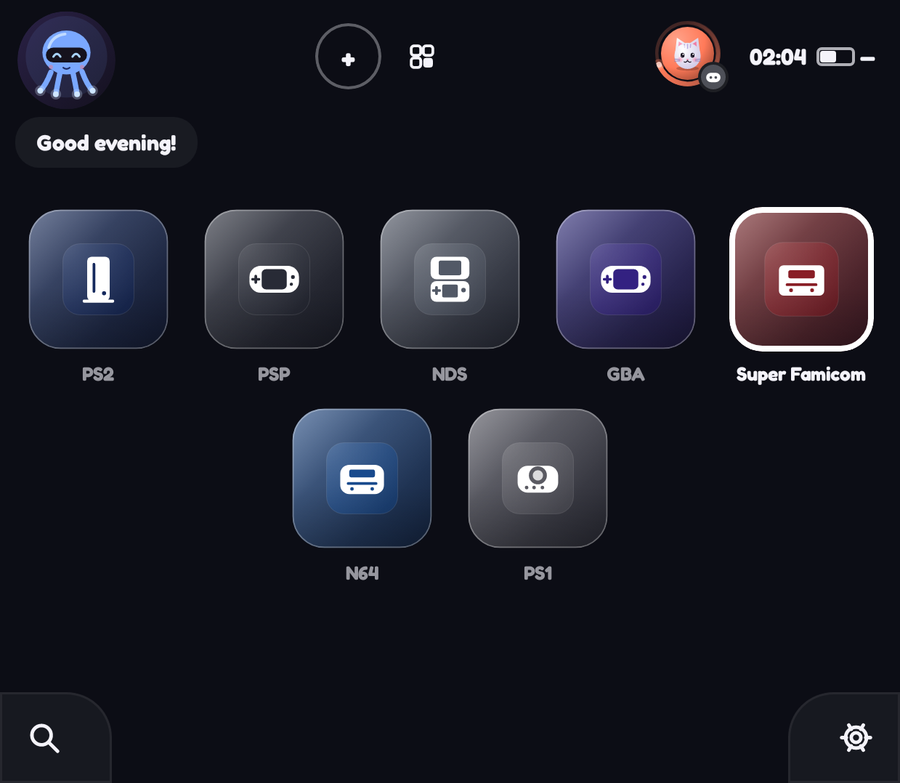 02:04
Good evening!
PS2
PSP
NDS
GBA
Super Famicom
N64
PS1